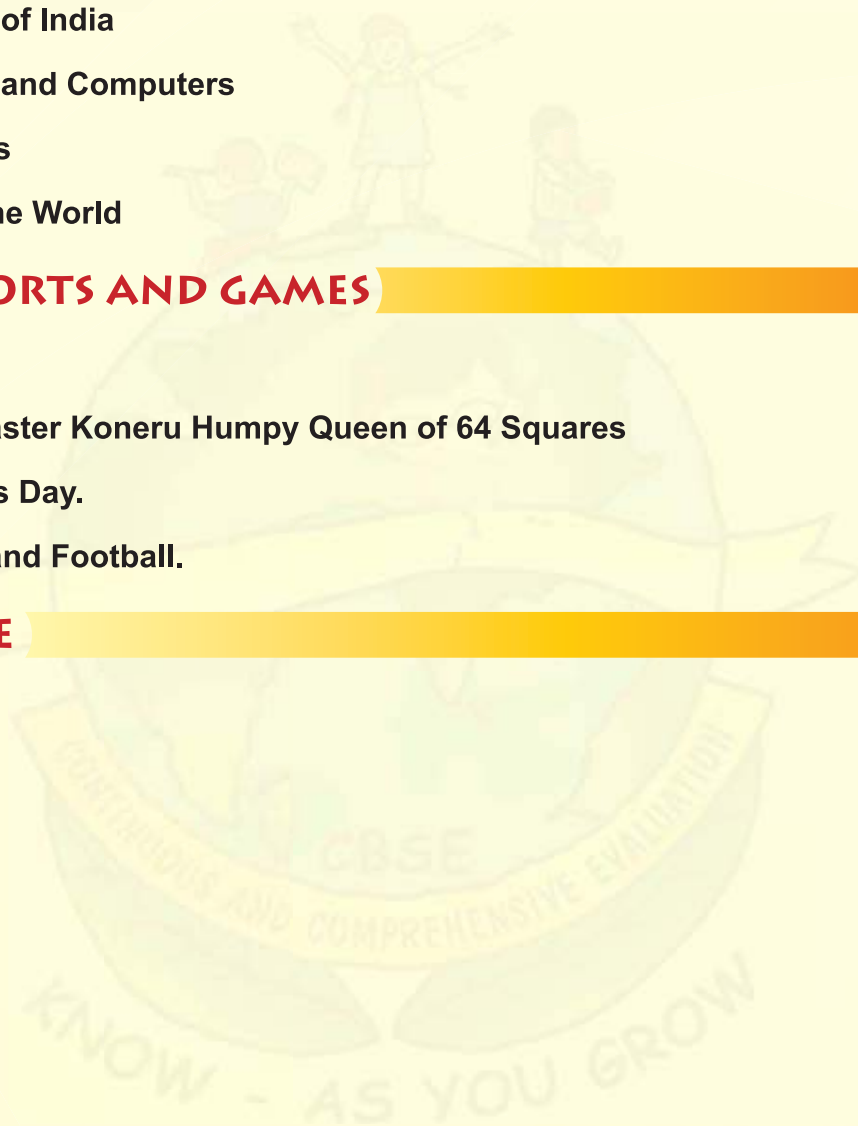 of India
and Computers
s
ne World
ORTS AND GAMES
aster Koneru Humpy Queen of 64 Squares
s Day.
and Football.
E
CONTINUOUS AND COMPREHENSIVE EVALUATION
CBSE
KNOW - AS YOU GROW